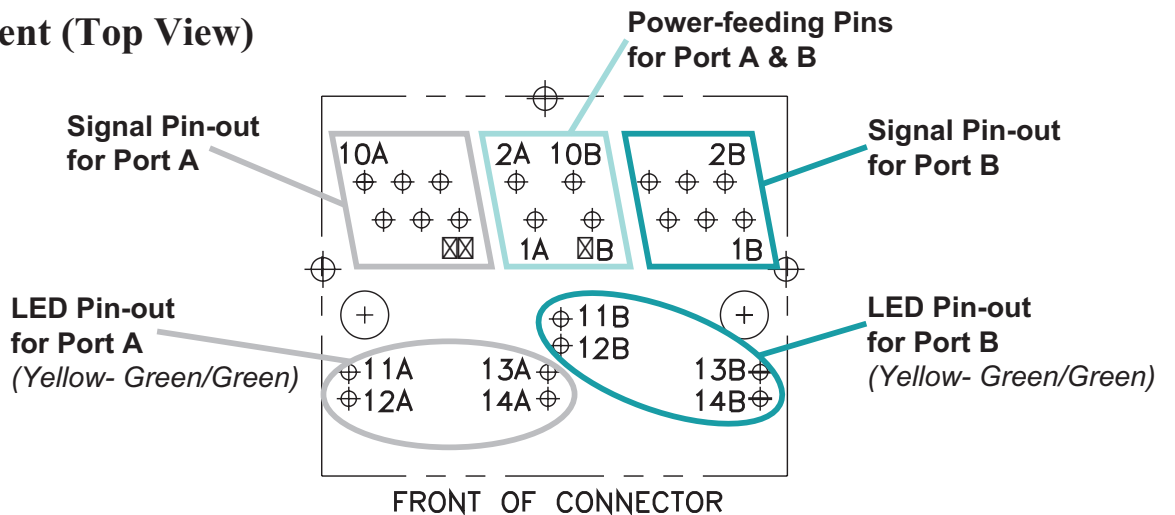 ent (Top View)
Power-feeding Pins
for Port A & B
Signal Pin-out
for Port A
Signal Pin-out
for Port B
10A
2A 10B
2B
1A
B
1B
LED Pin-out
for Port A
(Yellow- Green/Green)
LED Pin-out
for Port B
(Yellow- Green/Green)
11B
12B
11A
13A
13B
12A
14A
14B
FRONT OF CONNECTOR